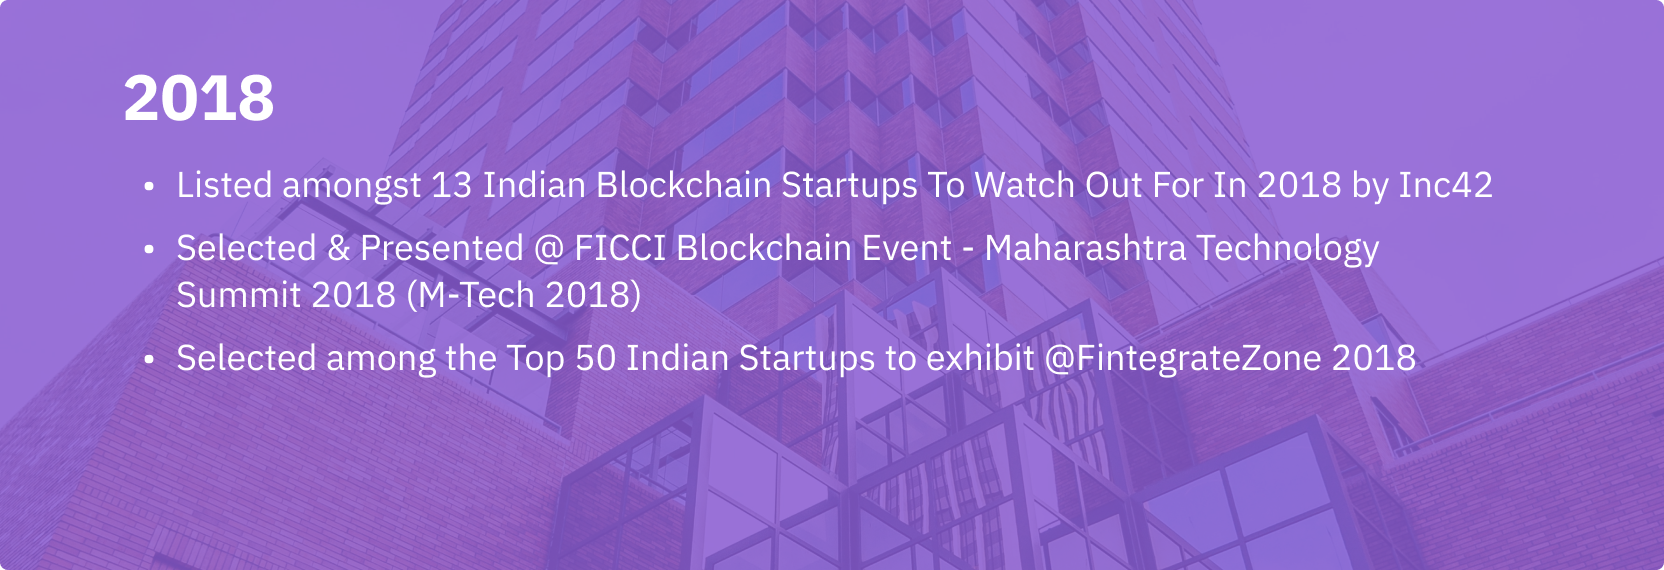 2018
• Listed amongst 13 Indian Blockchain Startups To Watch Out For In 2018 by Inc42
• Selected & Presented @ FICCI Blockchain Event - Maharashtra Technology
Summit 2018 (M-Tech 2018)
• Selected among the Top 50 Indian Startups to exhibit @FintegrateZone 2018